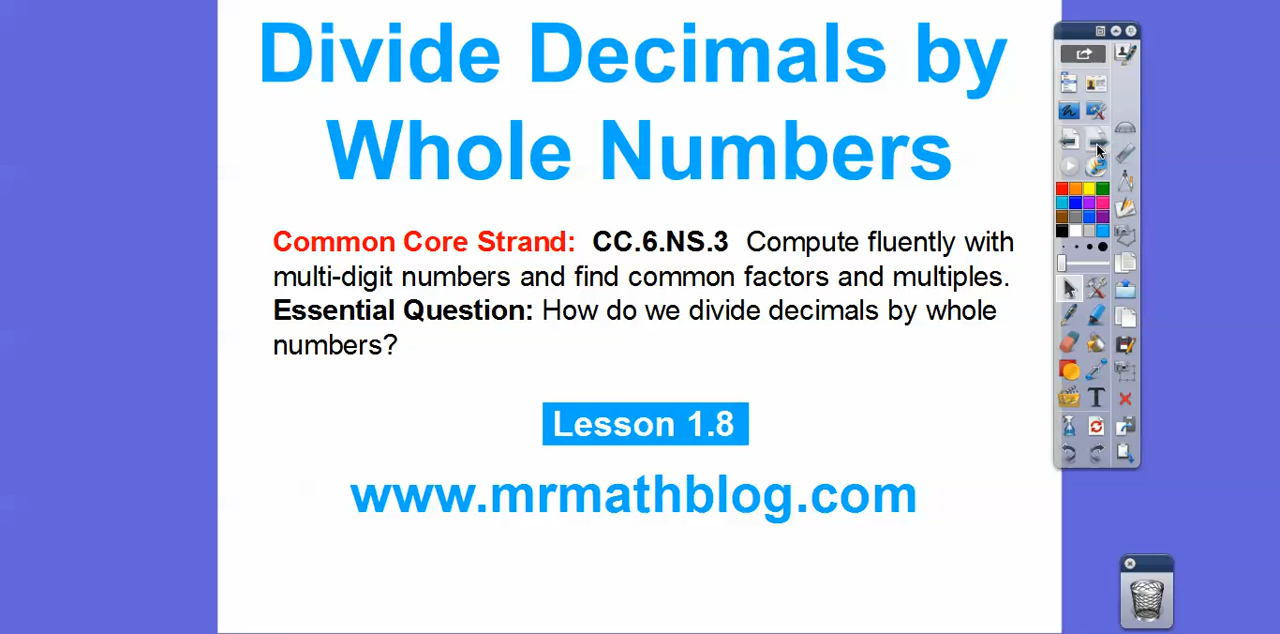 Divide Decimals by
Whole Numbers
Common Core Strand: CC.6.NS.3 Compute fluently with
multi-digit numbers and find common factors and multiples.
Essential Question: How do we divide decimals by whole
numbers?
Lesson 1.8
www.mrmathblog.com